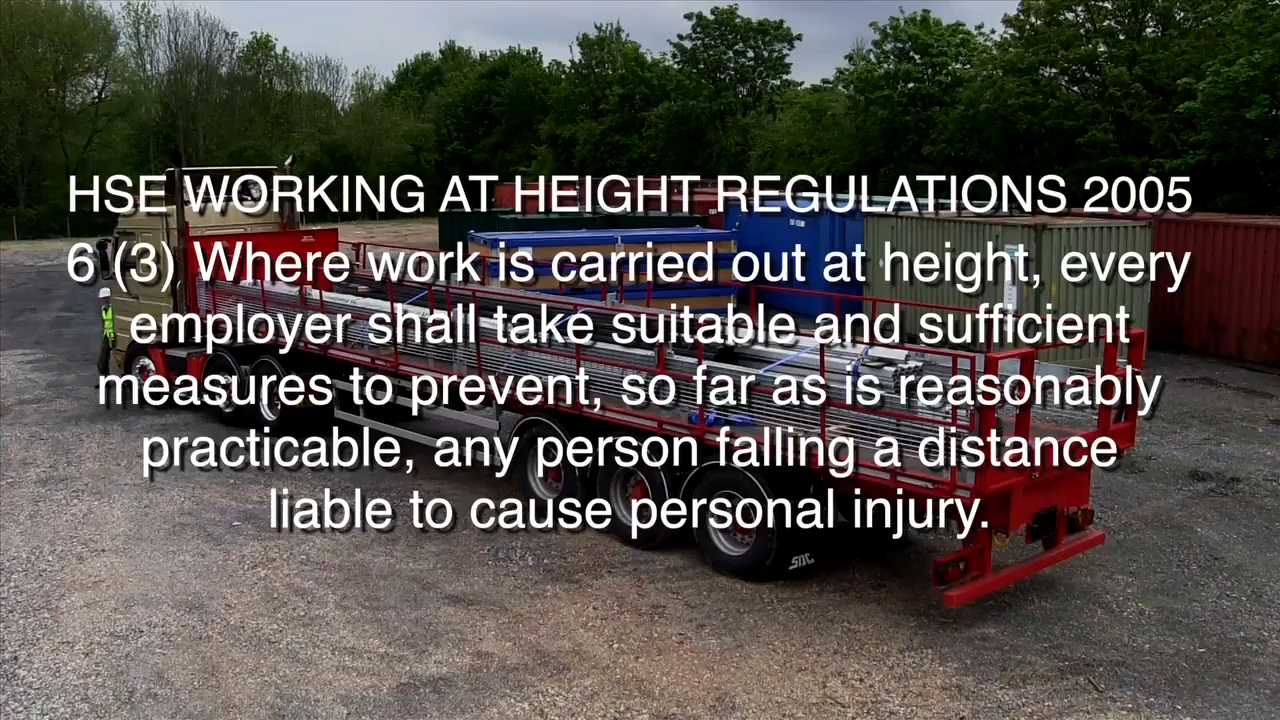 HSE WORKING AT HEIGHT REGULATIONS 2005
6 (3) Where work is carried out at height, every
employer shall take suitable and sufficient
measures to prevent, so far as is reasonably
practicable, any person falling a distance
liable to cause personal injury.
SDC